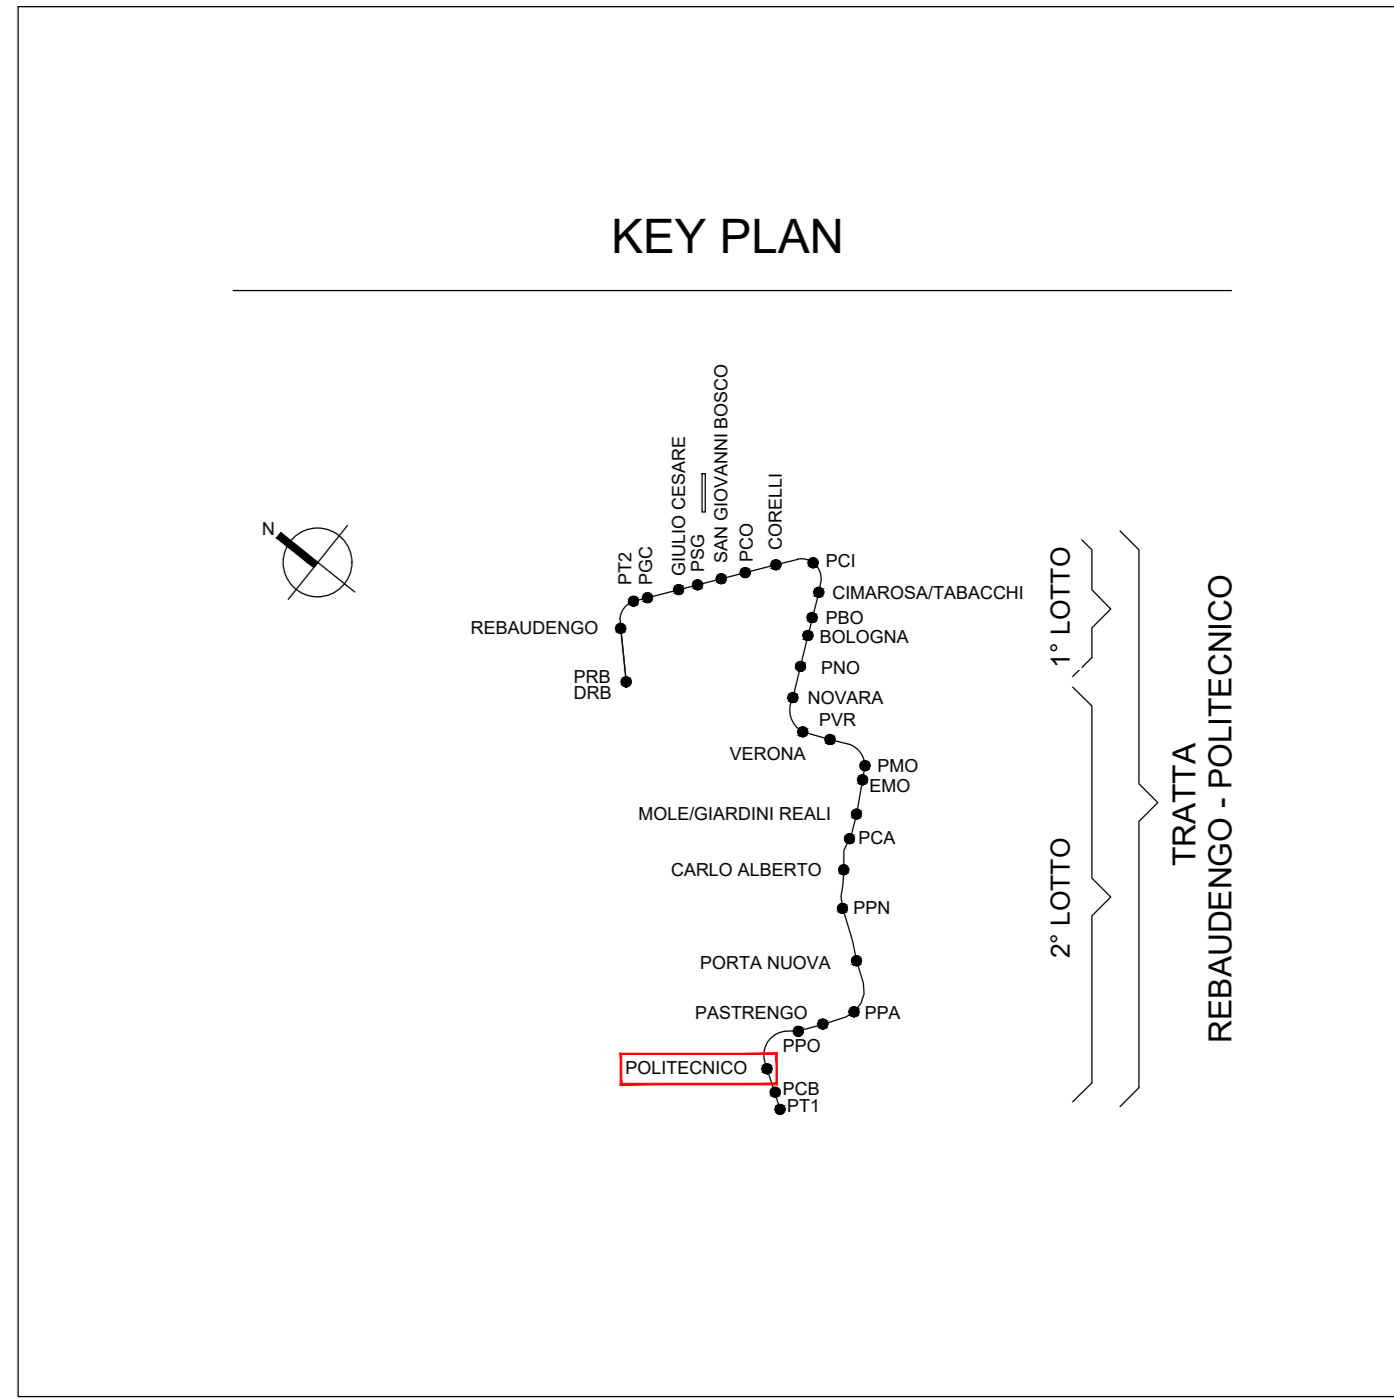 KEY PLAN
N
PT2
PGC
GIULIO CESARE
PSG
SAN GIOVANNI BOSCO
PCO
CORELLI
PCI
CIMAROSA/TABACCHI
REBAUDENGO
PBO
BOLOGNA
PRB
DRB
PNO
NOVARA
PVR
VERONA
PMO
EMO
MOLE/GIARDINI REALI
PCA
CARLO ALBERTO
PPN
PORTA NUOVA
PASTRENGO
PPA
PPO
POLITECNICO
PCB
PT1
1° LOTTO
2° LOTTO
TRATTA
REBAUDENGO - POLITECNICO